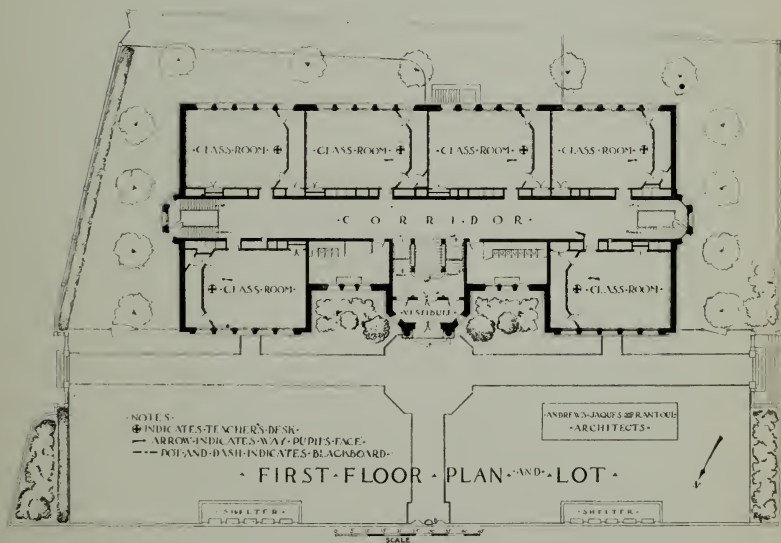 ·CLASS·ROOM·
·CLASS·ROOM·
·CLASS·ROOM·
·CLASS·ROOM·
·CORRIDOR·
·CLASS·ROOM·
·VESTIBULE·
·CLASS·ROOM·
·NOTES·
INDICATES·TEACHER'S·DESK·
ARROW·INDICATES·WAY·PUPILS·FACE·
DOT·AND·DASH·INDICATES·BLACKBOARD·
·ANDREWS·JAQUES AND RANTOUL·
·ARCHITECTS·
·FIRST·FLOOR·PLAN·AND·LOT·
·SHELTER·
·SHELTER·
SCALE